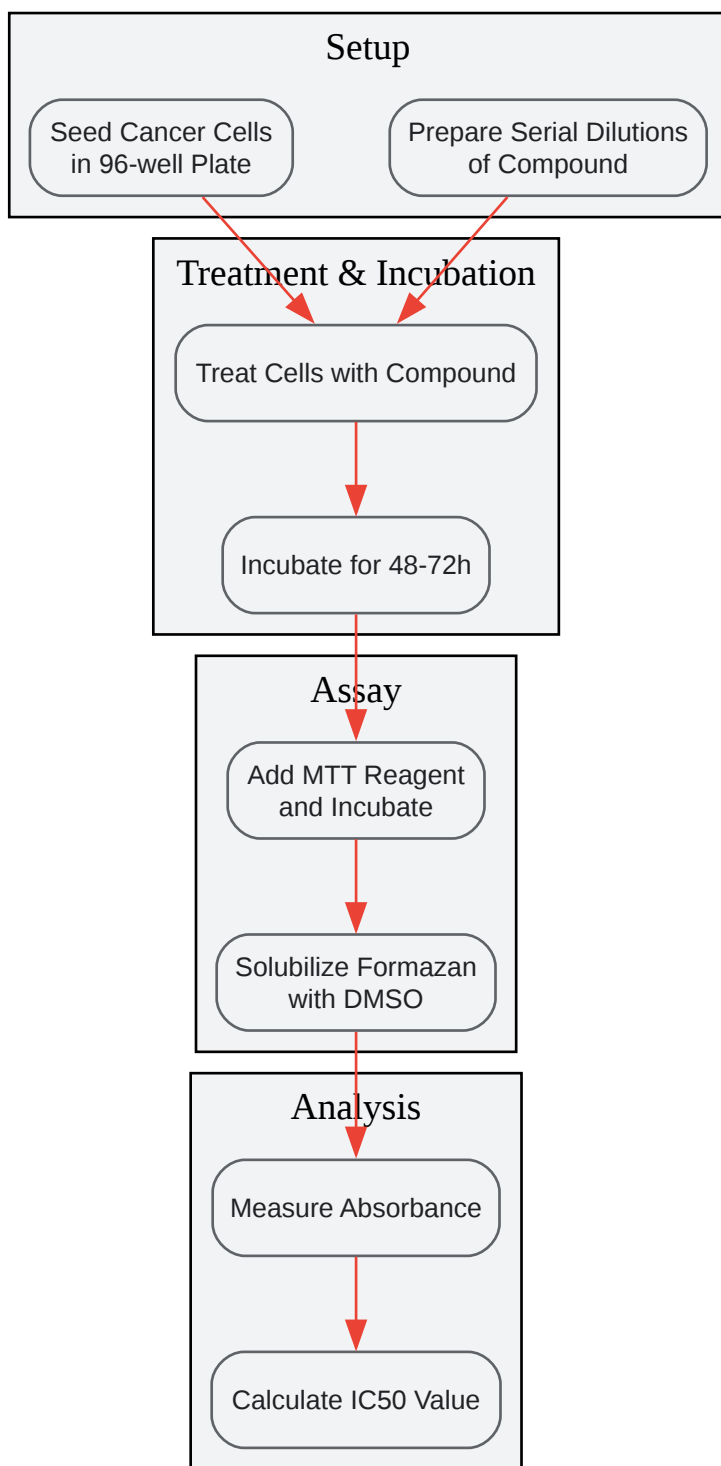 Setup
Seed Cancer Cells
in 96-well Plate
Prepare Serial Dilutions
of Compound
Treatment & Incubation
Treat Cells with Compound
Incubate for 48-72h
Assay
Add MTT Reagent
and Incubate
Solubilize Formazan
with DMSO
Analysis
Measure Absorbance
Calculate IC50 Value